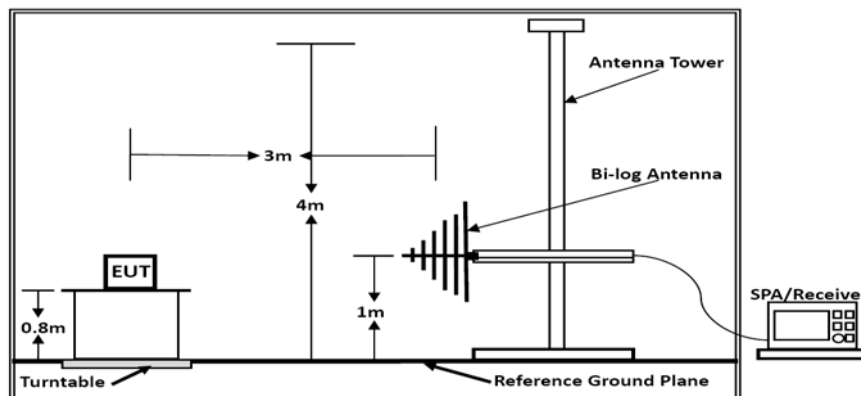 Antenna Tower
3m
Bi-log Antenna
4m
EUT
1m
SPA/Receive
0.8m
Turntable
Reference Ground Plane